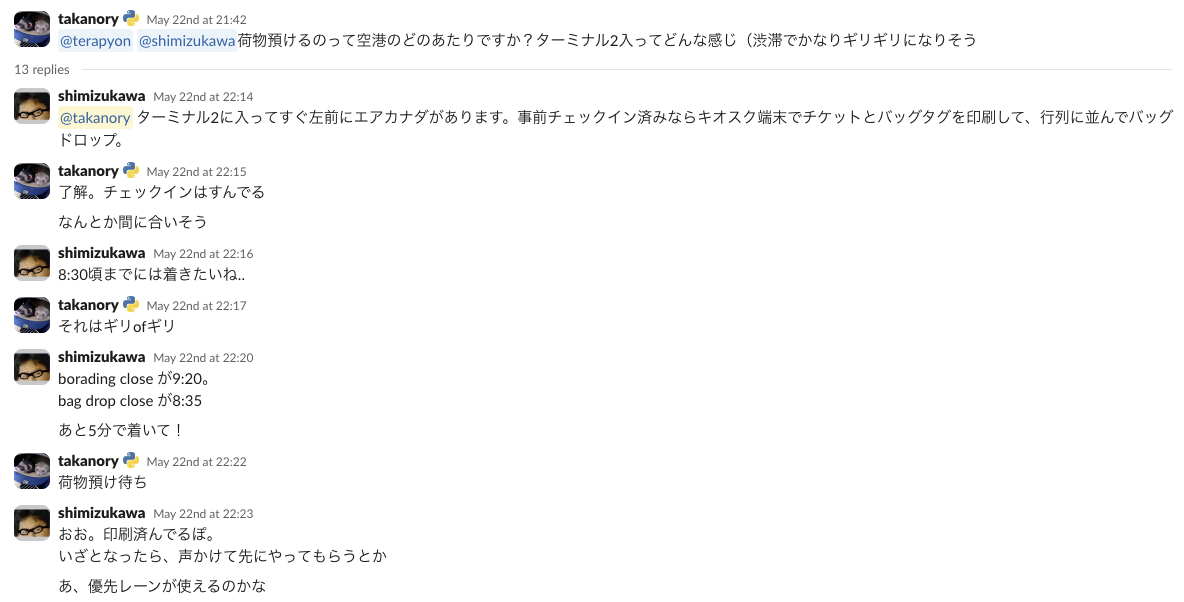 takanory May 22nd at 21:42
@terapyon @shimizukawa荷物預けるのって空港のどのあたりですか？ターミナル2入ってどんな感じ（渋滞でかなりギリギリになりそう
13 replies
shimizukawa May 22nd at 22:14
@takanory ターミナル2に入ってすぐ左前にエアカナダがあります。事前チェックイン済みならキオスク端末でチケットとバッグタグを印刷して、行列に並んでバッグ
ドロップ。
takanory May 22nd at 22:15
了解。チェックインはすんでる
なんとか間に合いそう
shimizukawa May 22nd at 22:16
8:30頃までには着きたいね..
takanory May 22nd at 22:17
それはギリofギリ
shimizukawa May 22nd at 22:20
borading close が9:20。
bag drop close が8:35
あと5分で着いて！
takanory May 22nd at 22:22
荷物預け待ち
shimizukawa May 22nd at 22:23
おお。印刷済んでるぽ。
いざとなったら、声かけて先にやってもらうとか
あ、優先レーンが使えるのかな